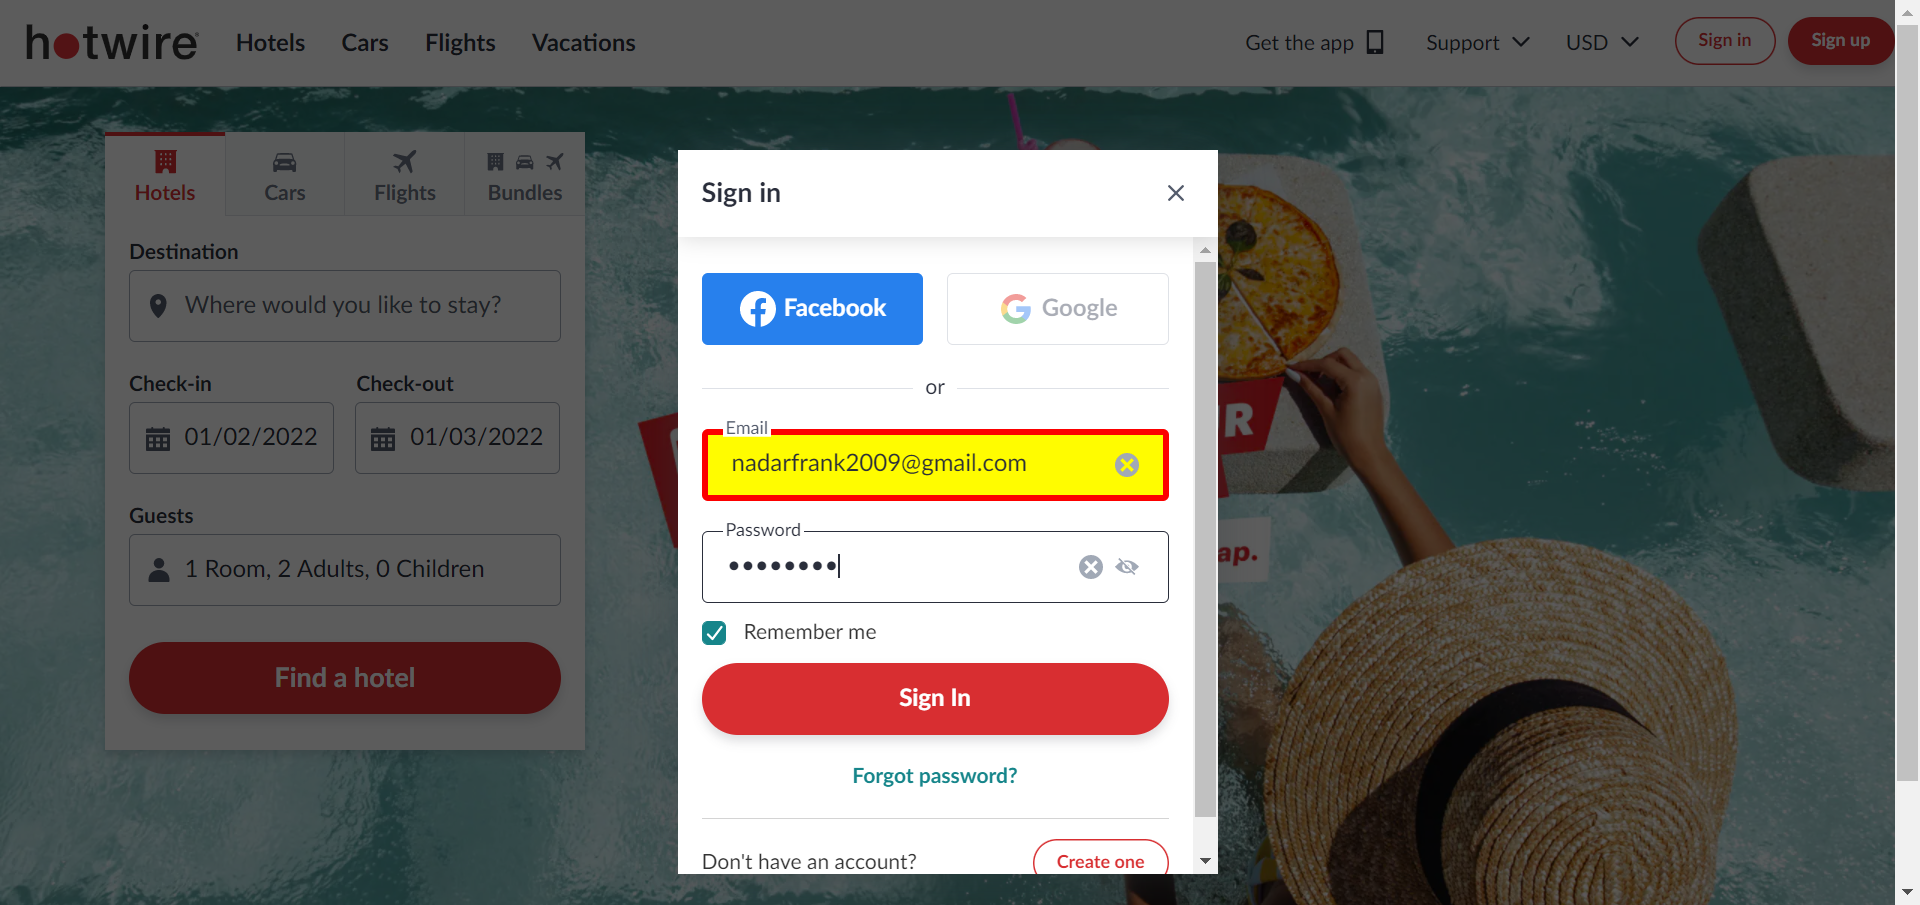 hotwire
Hotels
Cars
Flights
Vacations
Get the app
Support
USD
Sign in
Sign up
Hotels
Cars
Flights
Bundles
Destination
Where would you like to stay?
Check-in
Check-out
01/02/2022
01/03/2022
Guests
1 Room, 2 Adults, 0 Children
Find a hotel
Sign in
Facebook
Google
or
Email
nadarfrank2009@gmail.com
Password
••••••••
Remember me
Sign In
Forgot password?
Don't have an account?
Create one